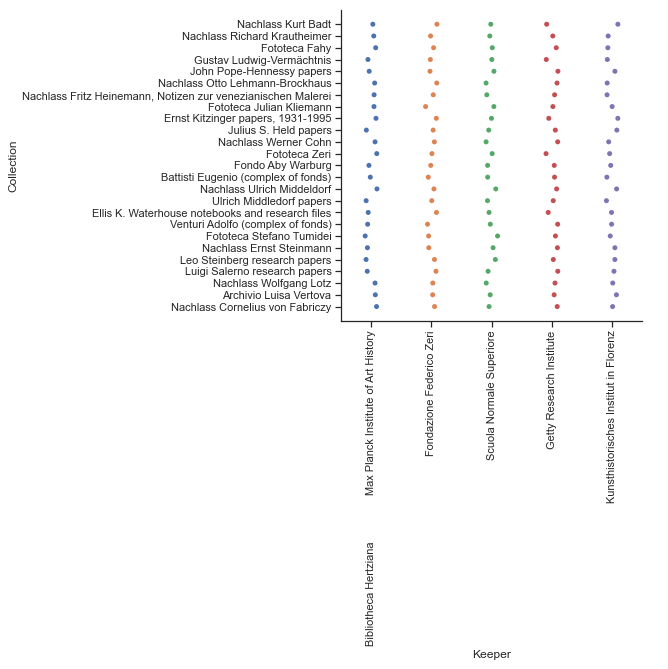 Nachlass Kurt Badt
Nachlass Richard Krautheimer
Fototeca Fahy
Gustav Ludwig-Vermächtnis
John Pope-Hennessy papers
Nachlass Otto Lehmann-Brockhaus
Nachlass Fritz Heinemann, Notizen zur venezianischen Malerei
Fototeca Julian Kliemann
Ernst Kitzinger papers, 1931-1995
Julius S. Held papers
Nachlass Werner Cohn
Fototeca Zeri
Fondo Aby Warburg
Battisti Eugenio (complex of fonds)
Nachlass Ulrich Middeldorf
Ulrich Middledorf papers
Ellis K. Waterhouse notebooks and research files
Venturi Adolfo (complex of fonds)
Fototeca Stefano Tumidei
Nachlass Ernst Steinmann
Leo Steinberg research papers
Luigi Salerno research papers
Nachlass Wolfgang Lotz
Archivio Luisa Vertova
Nachlass Cornelius von Fabriczy
Collection
Bibliotheca Hertziana
Max Planck Institute of Art History
Fondazione Federico Zeri
Scuola Normale Superiore
Getty Research Institute
Kunsthistorisches Institut in Florenz
Keeper